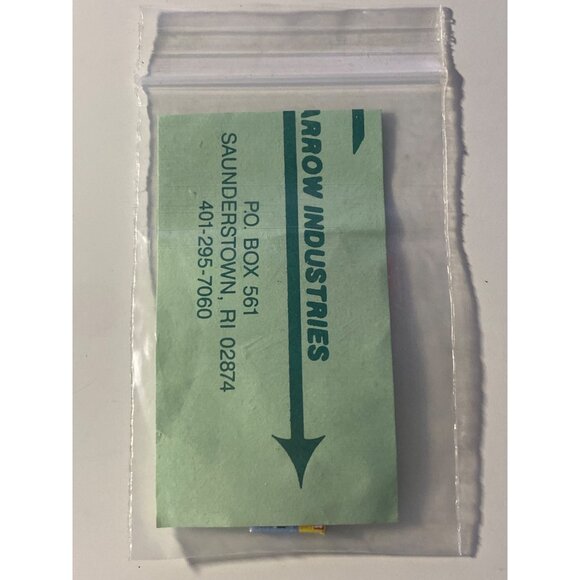 ARROW INDUSTRIES
P.O. BOX 561
SAUNDERSTOWN, RI 02874
401-295-7060